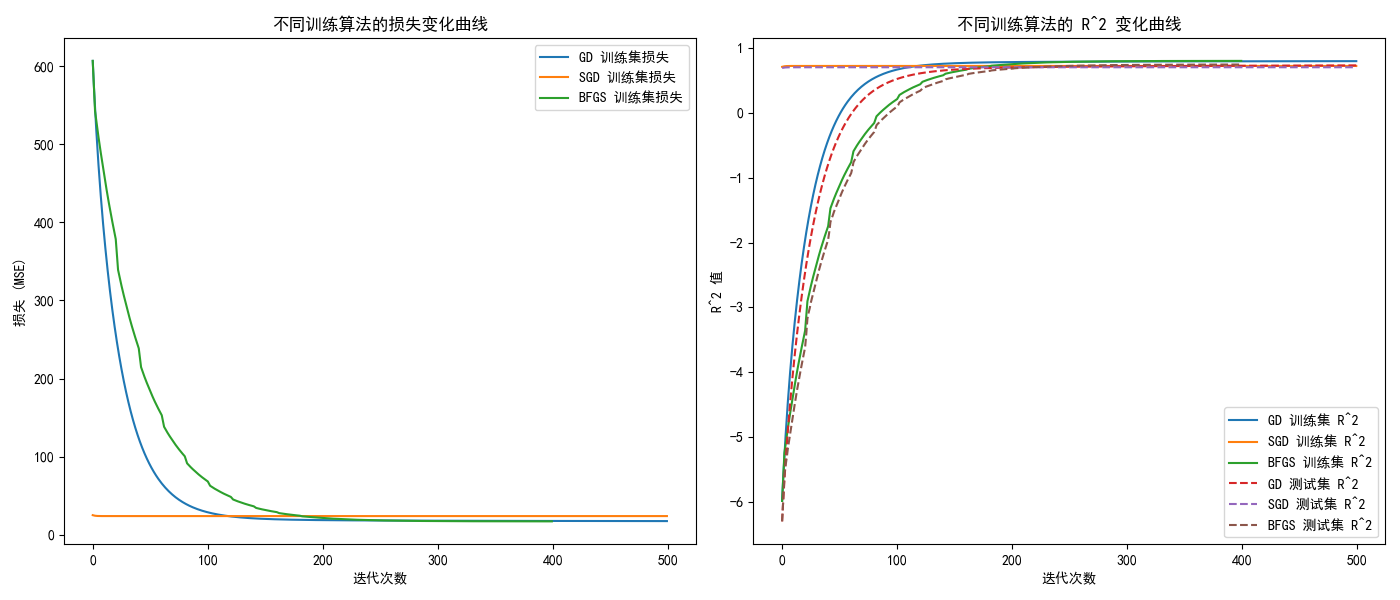 不同训练算法的损失变化曲线
600
500
400
300
200
100
0
损失 (MSE)
0 100 200 300 400 500
迭代次数
GD 训练集损失
SGD 训练集损失
BFGS 训练集损失
不同训练算法的 R^2 变化曲线
1
0
−1
−2
−3
−4
−5
−6
R^2 值
0 100 200 300 400 500
迭代次数
GD 训练集 R^2
SGD 训练集 R^2
BFGS 训练集 R^2
GD 测试集 R^2
SGD 测试集 R^2
BFGS 测试集 R^2